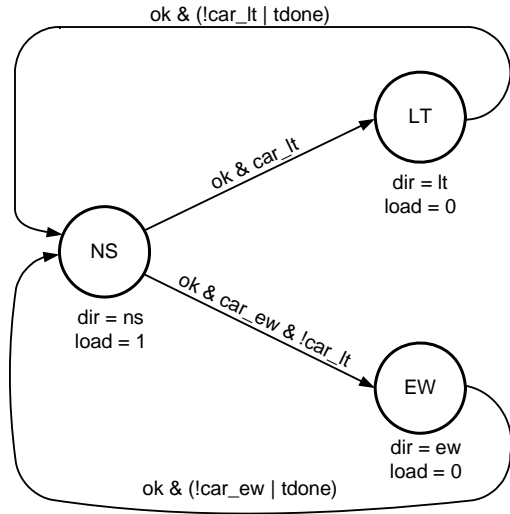 ok & (!car_lt | tdone)
LT
ok & car_lt
dir = lt
load = 0
NS
ok & car_ew & !car_lt
dir = ns
load = 1
EW
dir = ew
load = 0
ok & (!car_ew | tdone)